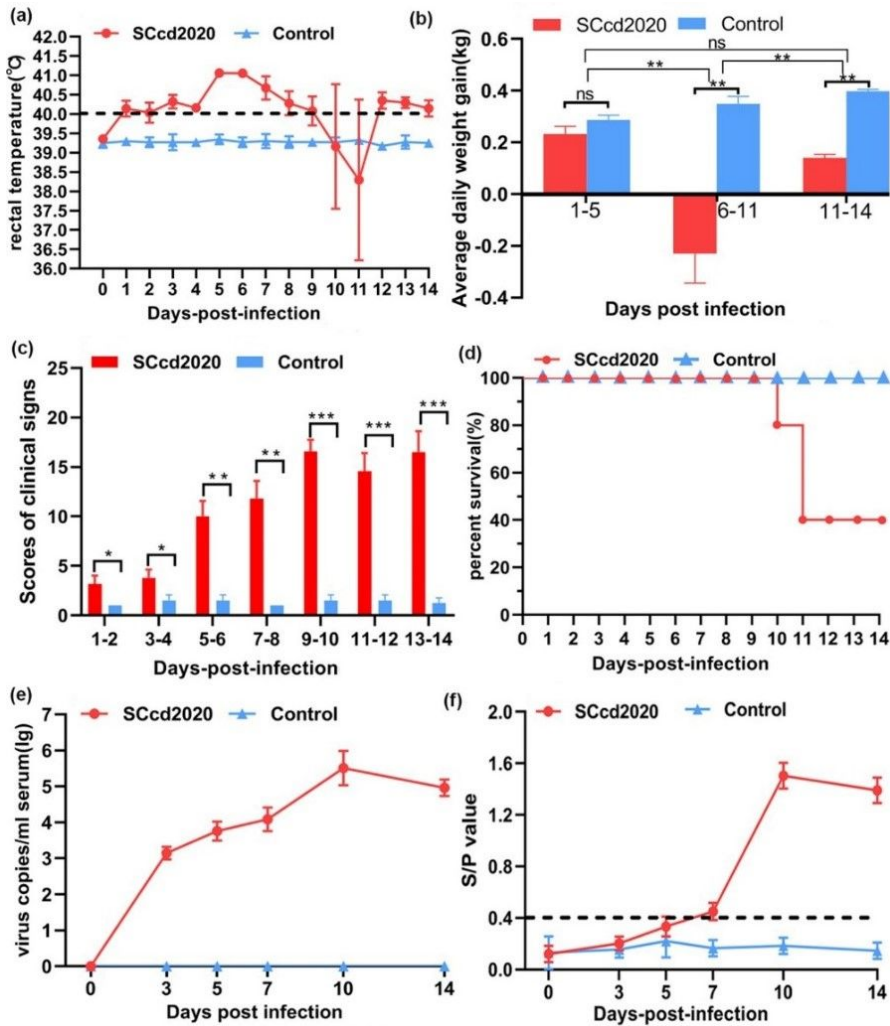 (a)
SCcd2020 Control
rectal temperature(℃)
42.0
41.5
41.0
40.5
40.0
39.5
39.0
38.5
38.0
37.5
37.0
36.5
36.0
0 1 2 3 4 5 6 7 8 9 10 11 12 13 14
Days-post-infection
(b)
SCcd2020 Control
Average daily weight gain(kg)
0.6
0.4
0.2
0.0
-0.2
-0.4
ns
** **
ns ** **
1-5 6-11 11-14
Days post infection
(c)
SCcd2020 Control
Scores of clinical signs
25
20
15
10
5
0
* * ** ** *** *** ***
1-2 3-4 5-6 7-8 9-10 11-12 13-14
Days-post-infection
(d)
SCcd2020 Control
percent survival(%)
100
80
60
40
20
0
0 1 2 3 4 5 6 7 8 9 10 11 12 13 14
Days-post-infection
(e)
SCcd2020 Control
virus copies/ml serum(lg)
7
6
5
4
3
2
1
0
0 3 5 7 10 14
Days post infection
(f)
SCcd2020 Control
S/P value
2.0
1.6
1.2
0.8
0.4
0.0
0 3 5 7 10 14
Days-post-infection